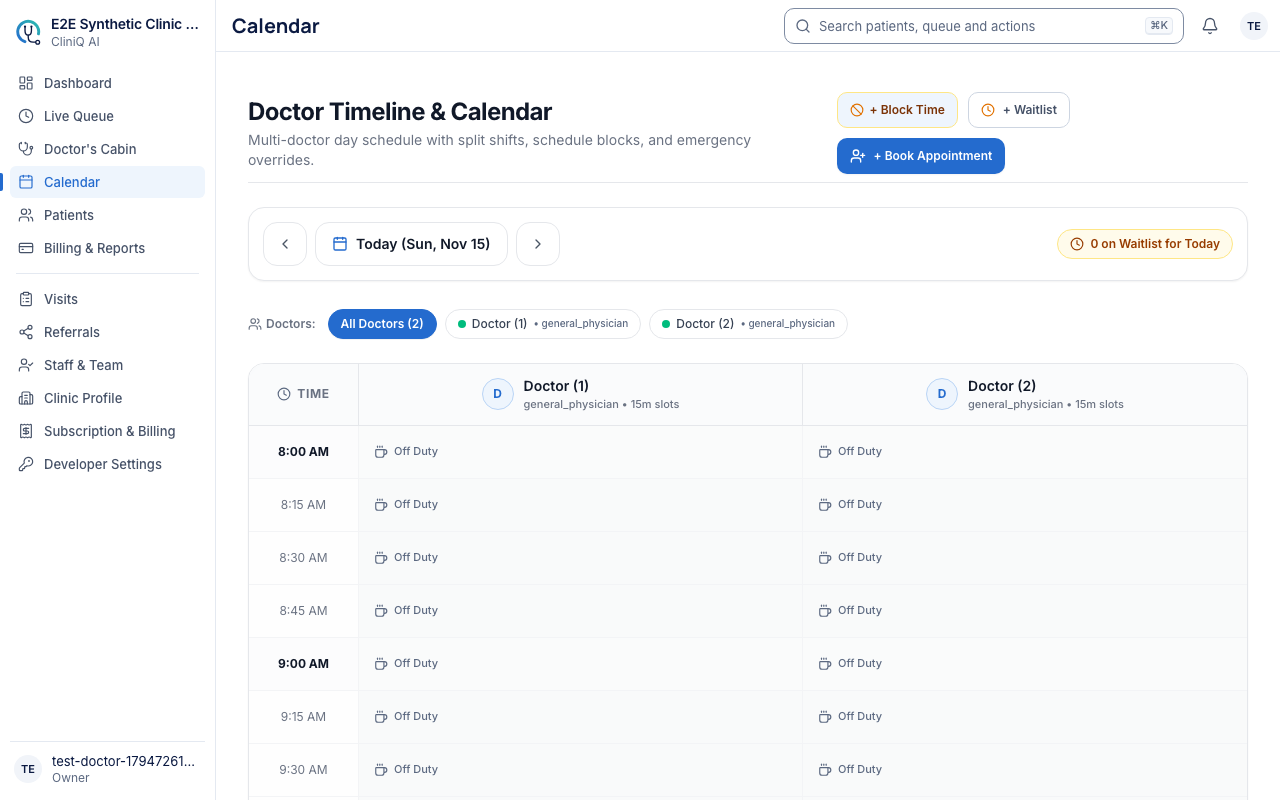 E2E Synthetic Clinic ...
CliniQ AI
Dashboard
Live Queue
Doctor's Cabin
Calendar
Patients
Billing & Reports
Visits
Referrals
Staff & Team
Clinic Profile
Subscription & Billing
Developer Settings
TE
test-doctor-17947261...
Owner
Calendar
Search patients, queue and actions
⌘K
TE
Doctor Timeline & Calendar
Multi-doctor day schedule with split shifts, schedule blocks, and emergency
overrides.
+ Block Time
+ Waitlist
+ Book Appointment
Today (Sun, Nov 15)
0 on Waitlist for Today
Doctors:
All Doctors (2)
Doctor (1) • general_physician
Doctor (2) • general_physician
TIME
D
Doctor (1)
general_physician • 15m slots
D
Doctor (2)
general_physician • 15m slots
8:00 AM
Off Duty
Off Duty
8:15 AM
Off Duty
Off Duty
8:30 AM
Off Duty
Off Duty
8:45 AM
Off Duty
Off Duty
9:00 AM
Off Duty
Off Duty
9:15 AM
Off Duty
Off Duty
9:30 AM
Off Duty
Off Duty